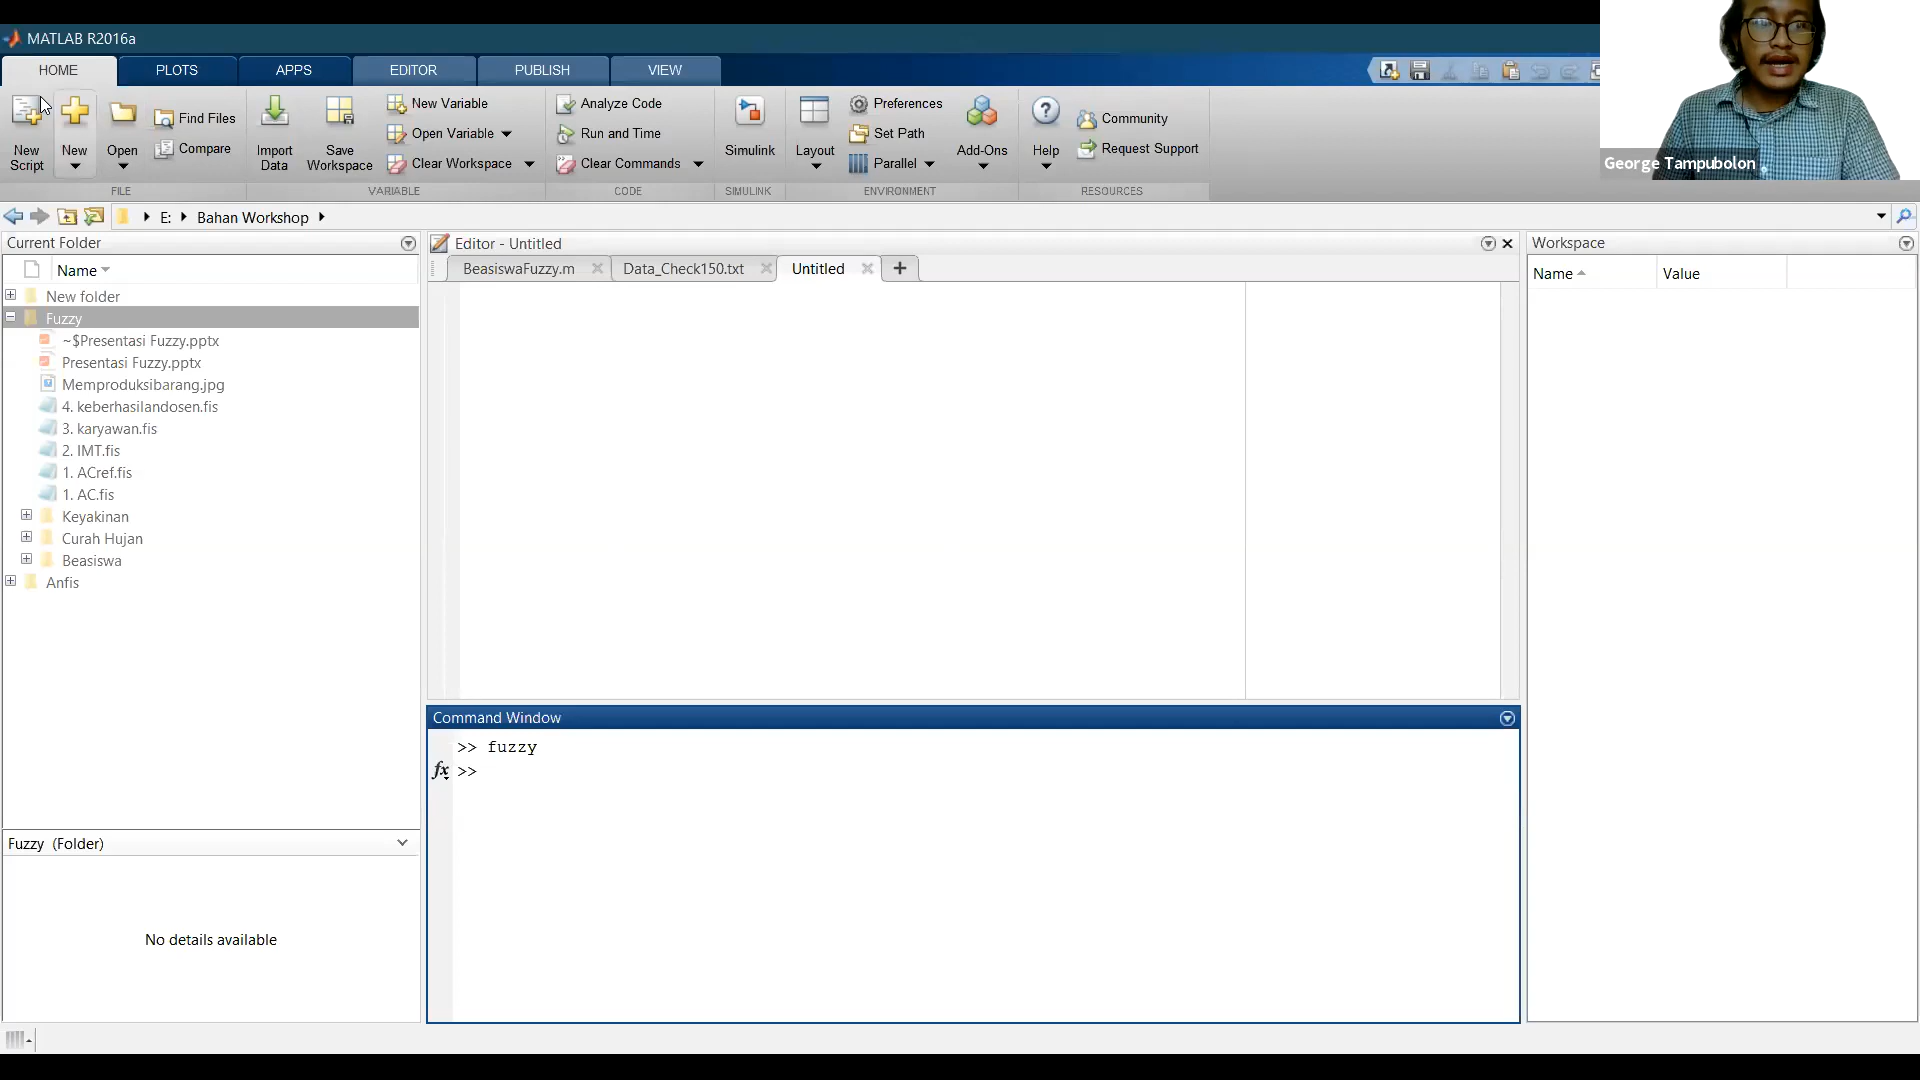 MATLAB R2016a
HOME PLOTS APPS EDITOR PUBLISH VIEW
New Script
New
Open
Find Files
Compare
Import Data
Save Workspace
New Variable
Open Variable
Clear Workspace
Analyze Code
Run and Time
Clear Commands
Simulink
Layout
Preferences
Set Path
Parallel
Add-Ons
Help
Community
Request Support
FILE VARIABLE CODE SIMULINK ENVIRONMENT RESOURCES
George Tampubolon
E: Bahan Workshop
Current Folder
Name
New folder
Fuzzy
~$Presentasi Fuzzy.pptx
Presentasi Fuzzy.pptx
Memproduksibarang.jpg
4. keberhasilandosen.fis
3. karyawan.fis
2. IMT.fis
1. ACref.fis
1. AC.fis
Keyakinan
Curah Hujan
Beasiswa
Anfis
Fuzzy (Folder)
No details available
Editor - Untitled
BeasiswaFuzzy.m Data_Check150.txt Untitled
Command Window
>> fuzzy
fx >>
Workspace
Name Value